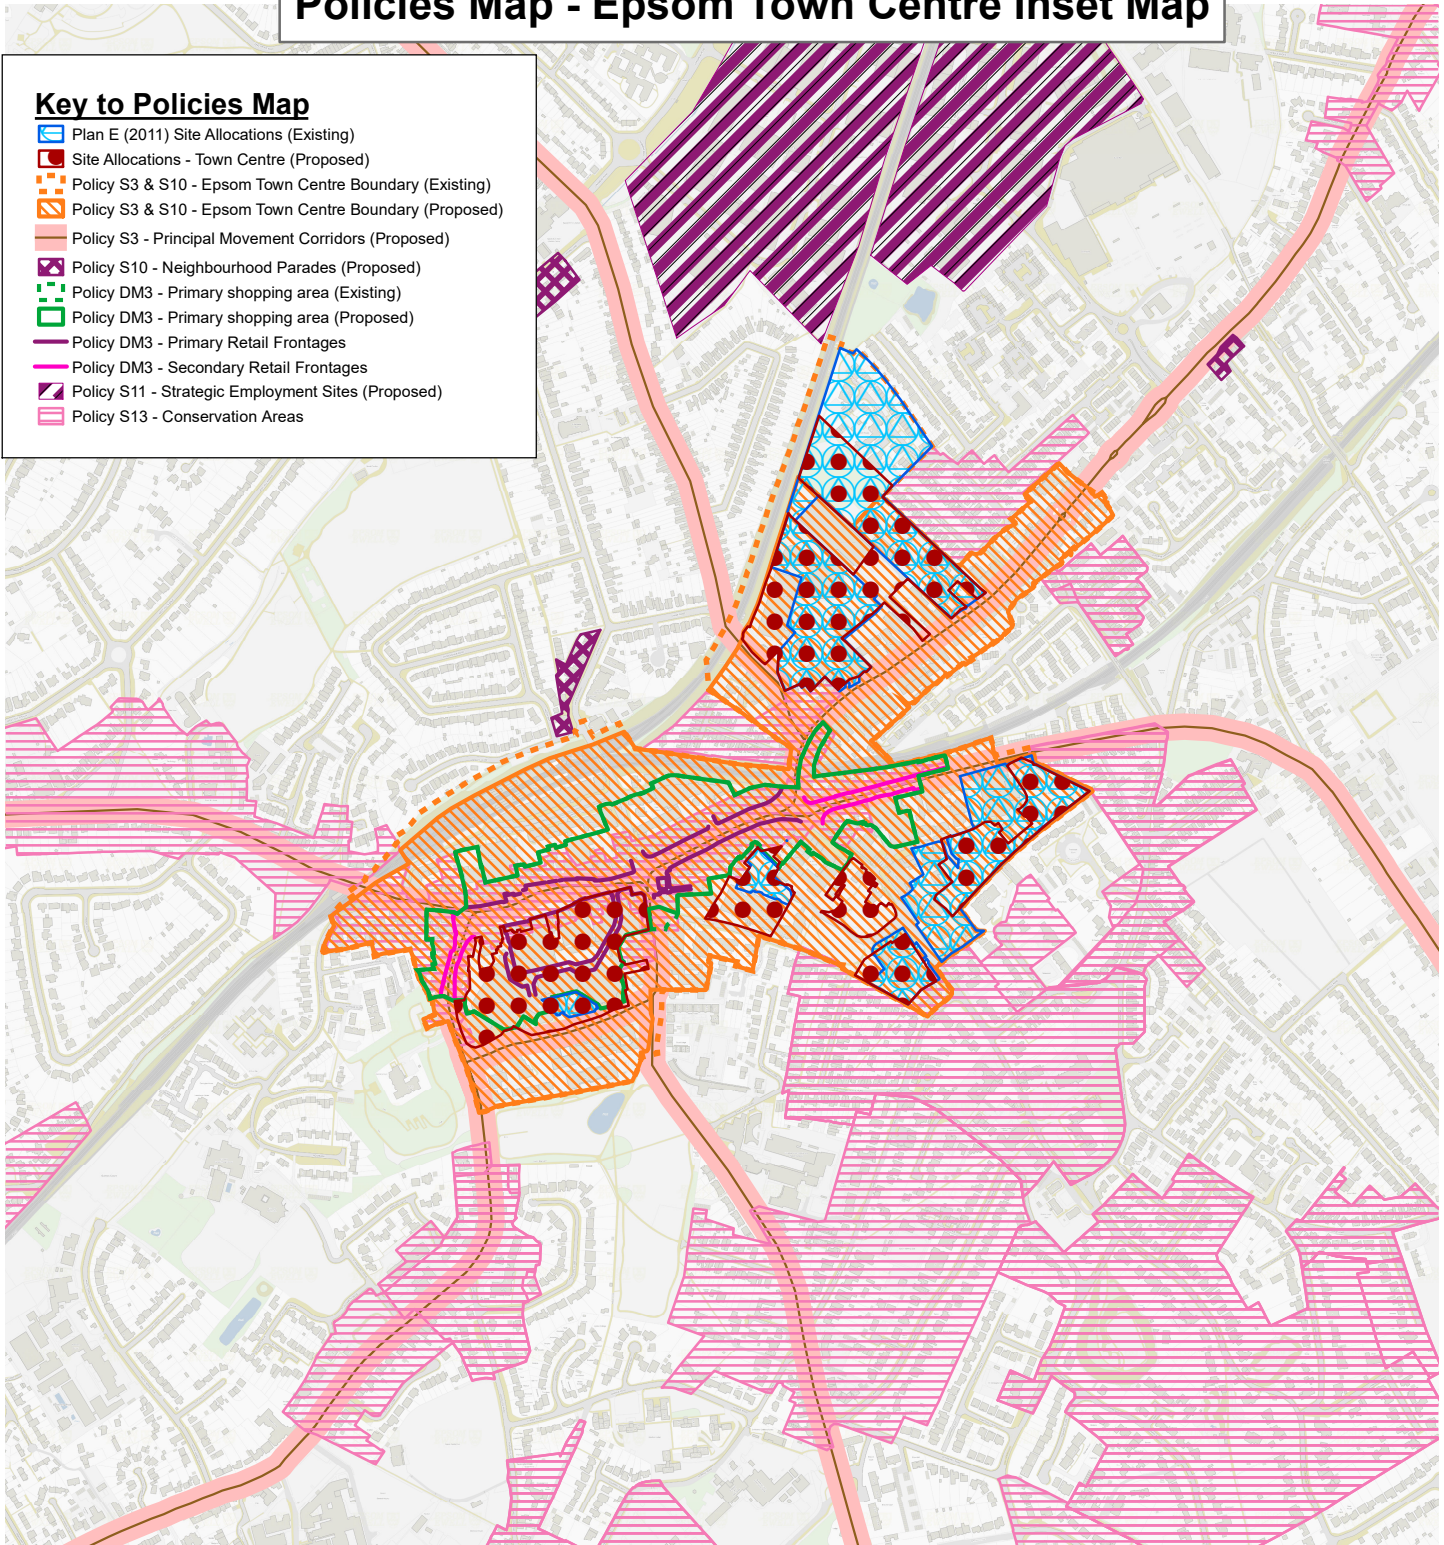 Policies Map - Epsom Town Centre Inset Map
Key to Policies Map
Plan E (2011) Site Allocations (Existing)
Site Allocations - Town Centre (Proposed)
Policy S3 & S10 - Epsom Town Centre Boundary (Existing)
Policy S3 & S10 - Epsom Town Centre Boundary (Proposed)
Policy S3 - Principal Movement Corridors (Proposed)
Policy S10 - Neighbourhood Parades (Proposed)
Policy DM3 - Primary shopping area (Existing)
Policy DM3 - Primary shopping area (Proposed)
Policy DM3 - Primary Retail Frontages
Policy DM3 - Secondary Retail Frontages
Policy S11 - Strategic Employment Sites (Proposed)
Policy S13 - Conservation Areas